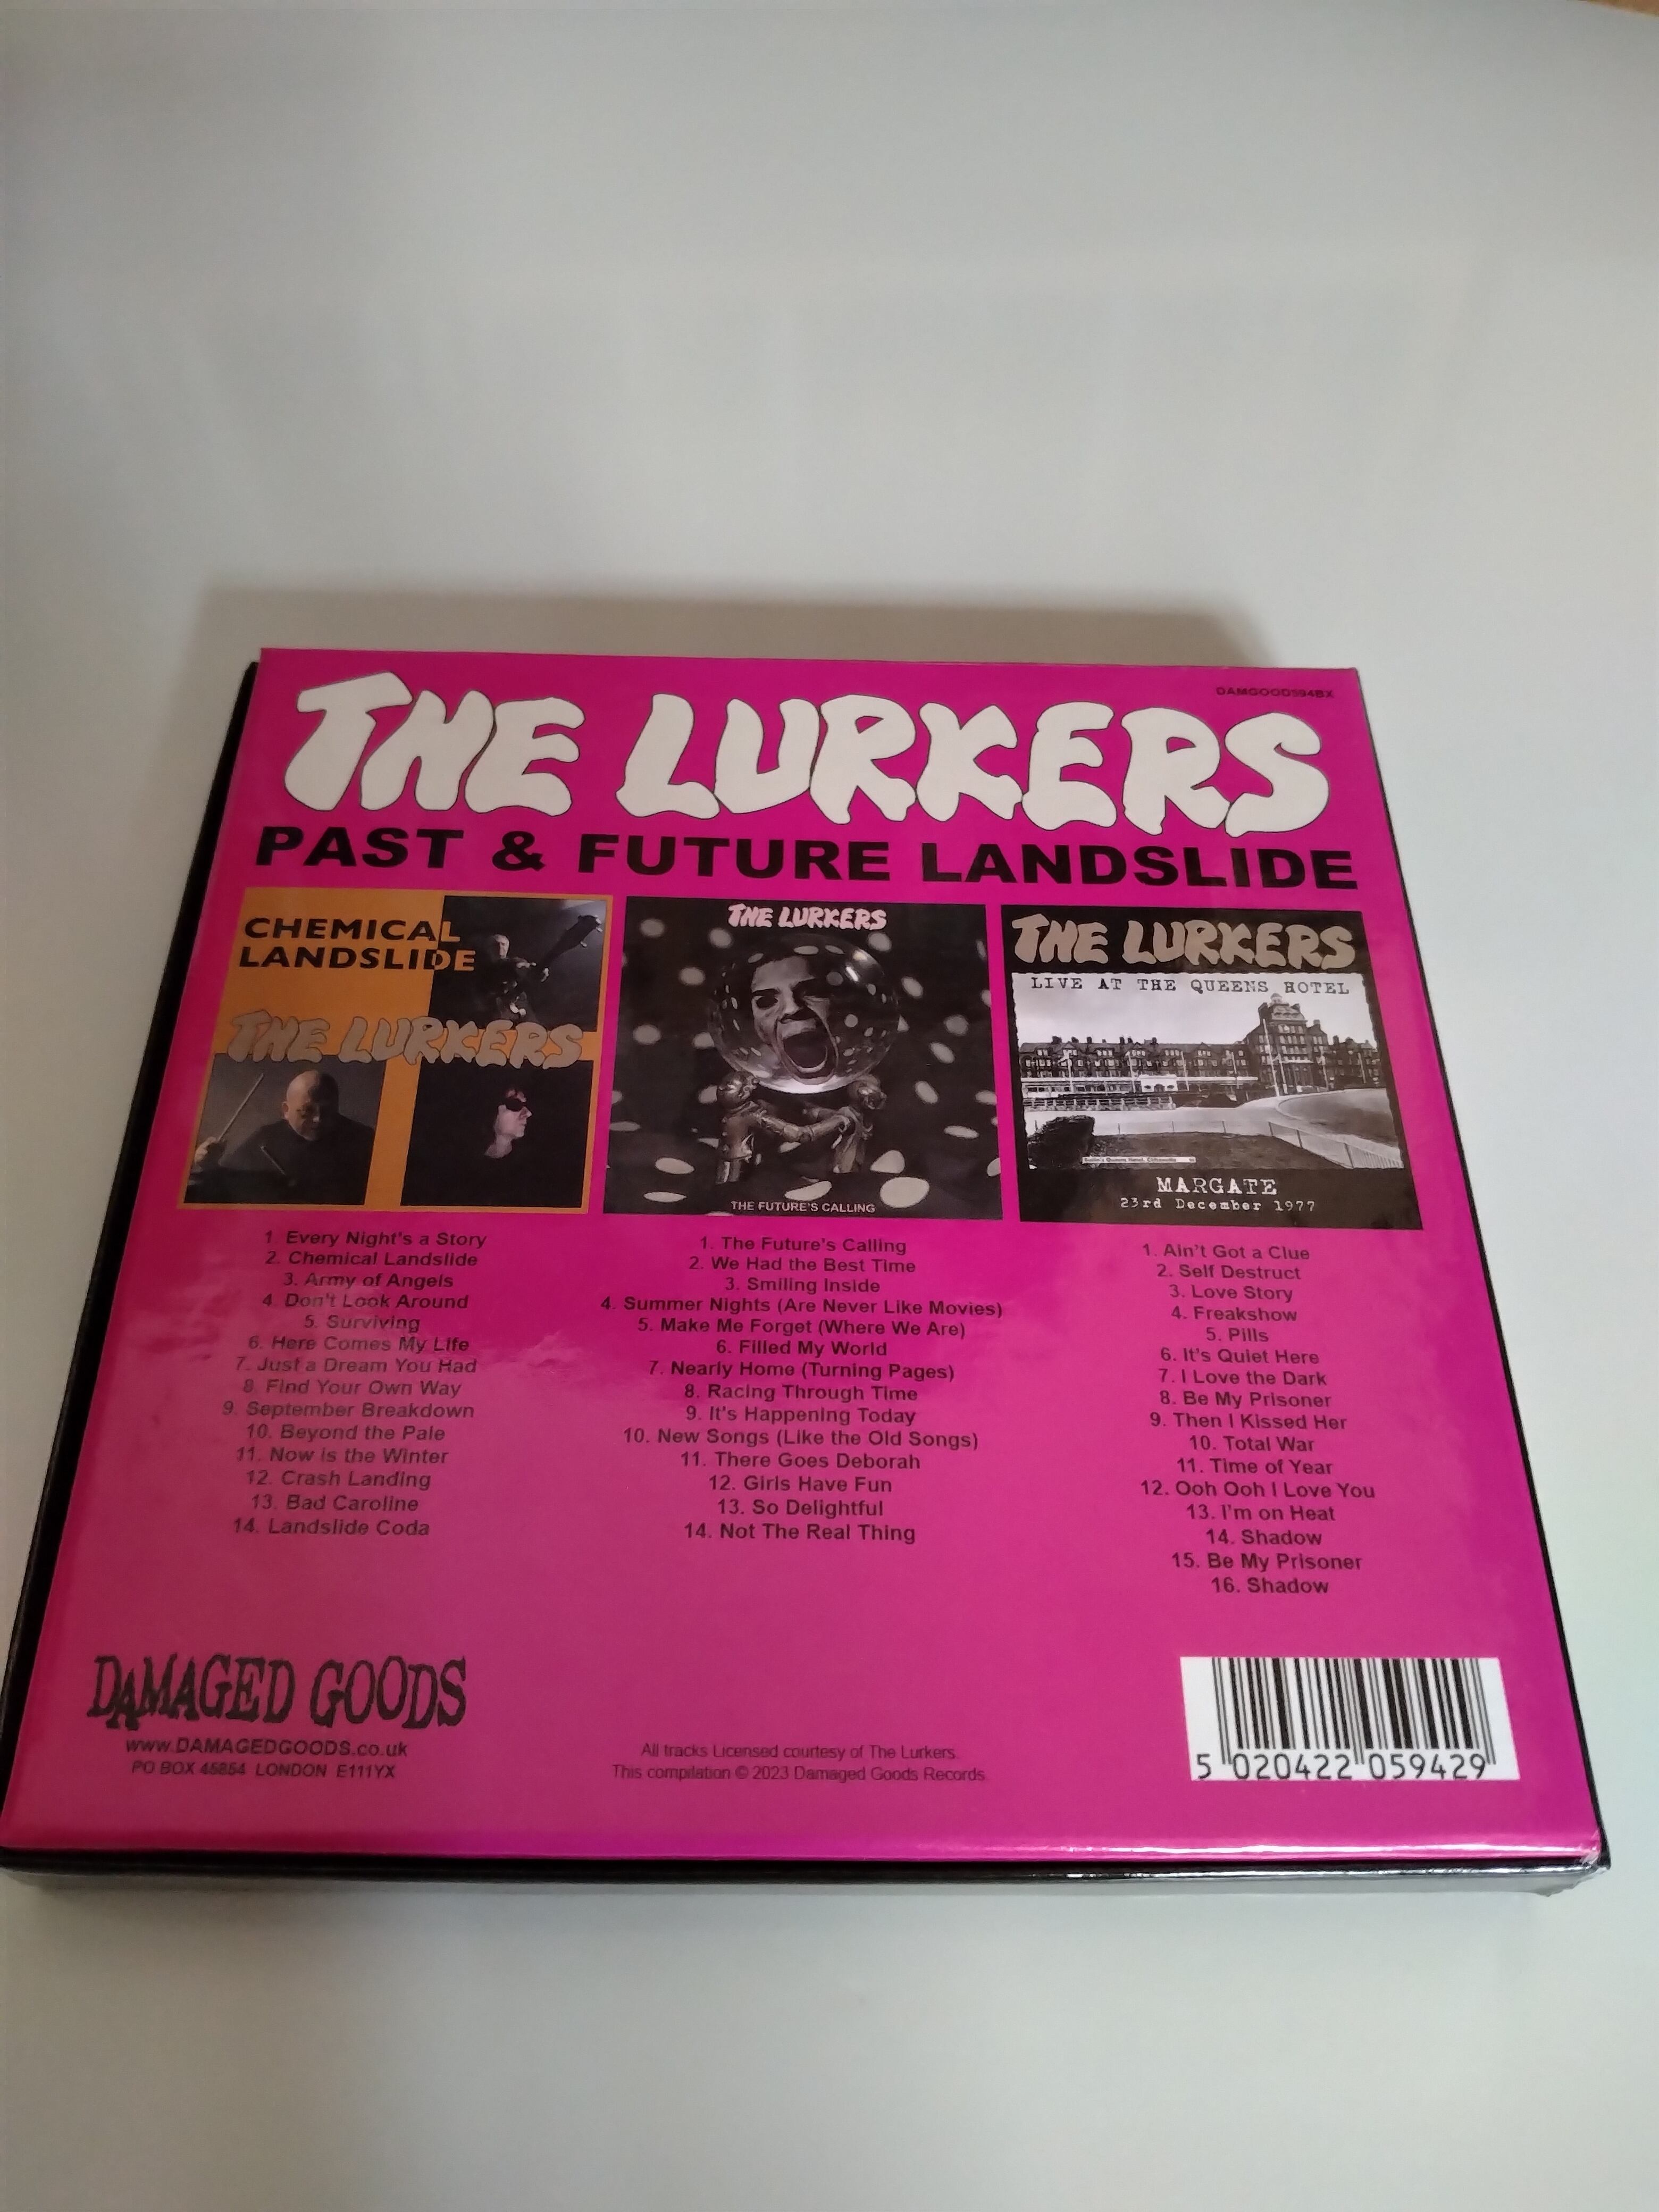 DAMGOOD594BX
THE LURKERS
PAST & FUTURE LANDSLIDE
CHEMICAL
LANDSLIDE
THE LURKERS
1. Every Night's a Story
2. Chemical Landslide
3. Army of Angels
4. Don't Look Around
5. Surviving
6. Here Comes My Life
7. Just a Dream You Had
8. Find Your Own Way
9. September Breakdown
10. Beyond the Pale
11. Now is the Winter
12. Crash Landing
13. Bad Caroline
14. Landslide Coda
THE LURKERS
THE FUTURE'S CALLING
1. The Future's Calling
2. We Had the Best Time
3. Smiling Inside
4. Summer Nights (Are Never Like Movies)
5. Make Me Forget (Where We Are)
6. Filled My World
7. Nearly Home (Turning Pages)
8. Racing Through Time
9. It's Happening Today
10. New Songs (Like the Old Songs)
11. There Goes Deborah
12. Girls Have Fun
13. So Delightful
14. Not The Real Thing
THE LURKERS
LIVE AT THE QUEENS HOTEL
Queens Hotel, Cliftonville
MARGATE
23rd December 1977
1. Ain't Got a Clue
2. Self Destruct
3. Love Story
4. Freakshow
5. Pills
6. It's Quiet Here
7. I Love the Dark
8. Be My Prisoner
9. Then I Kissed Her
10. Total War
11. Time of Year
12. Ooh Ooh I Love You
13. I'm on Heat
14. Shadow
15. Be My Prisoner
16. Shadow
DAMAGED GOODS
www.DAMAGEDGOODS.co.uk
PO BOX 45854 LONDON E111YX
All tracks Licensed courtesy of The Lurkers.
This compilation © 2023 Damaged Goods Records.
5 020422 059429